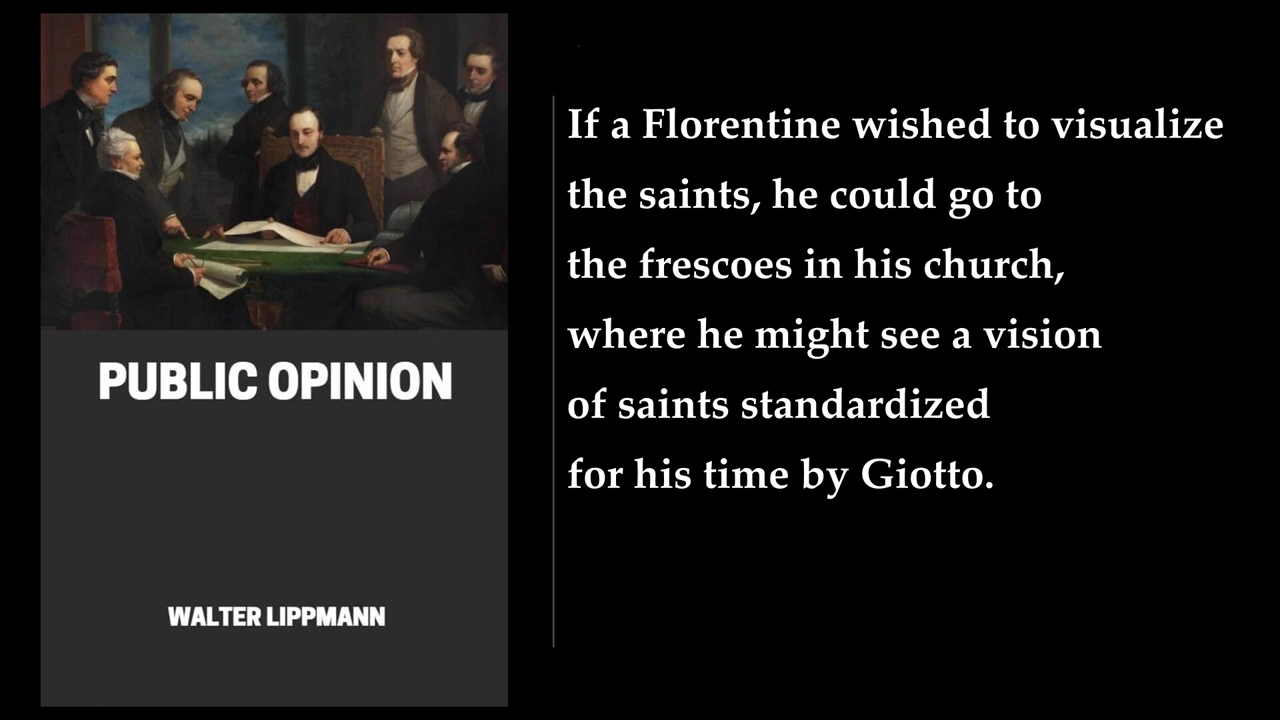 PUBLIC OPINION
WALTER LIPPMANN
If a Florentine wished to visualize
the saints, he could go to
the frescoes in his church,
where he might see a vision
of saints standardized
for his time by Giotto.